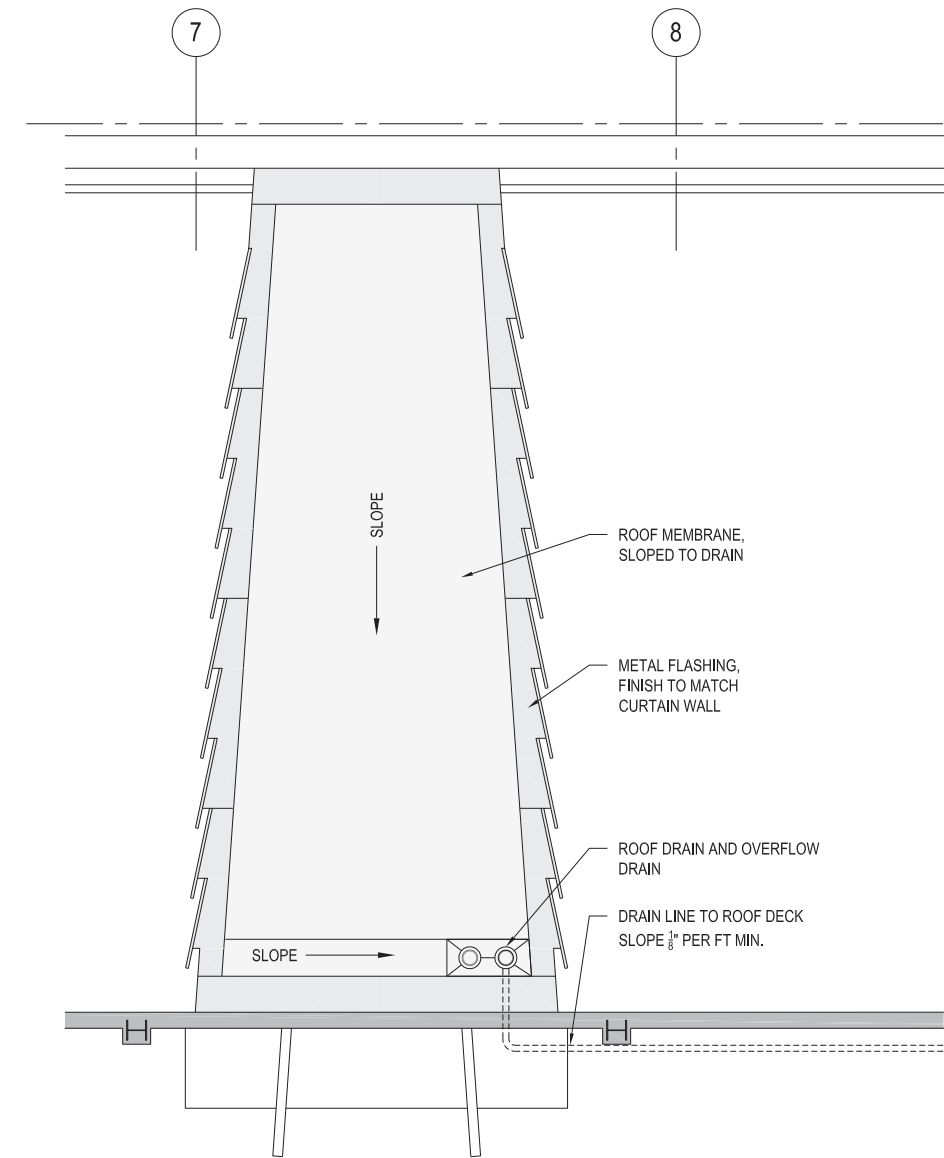 7
8
SLOPE
ROOF MEMBRANE,
SLOPED TO DRAIN
METAL FLASHING,
FINISH TO MATCH
CURTAIN WALL
ROOF DRAIN AND OVERFLOW
DRAIN
DRAIN LINE TO ROOF DECK
SLOPE 1/8" PER FT MIN.
SLOPE